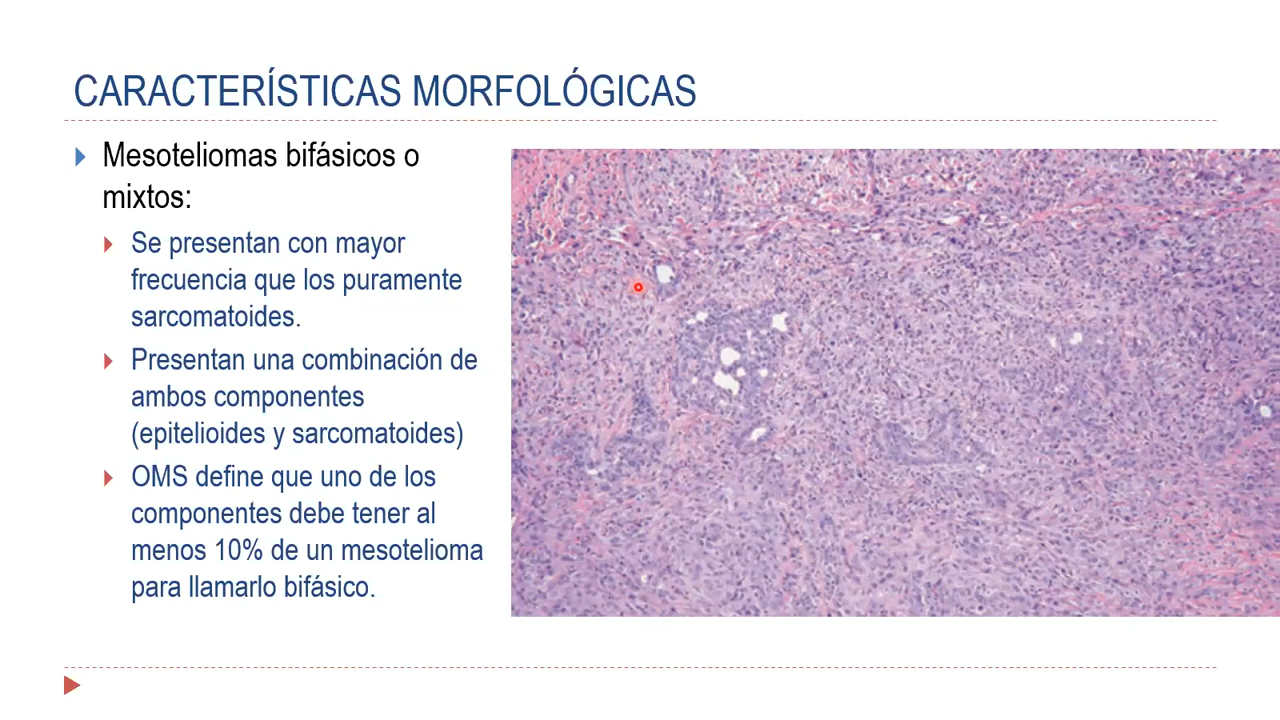 CARACTERÍSTICAS MORFOLÓGICAS
Mesoteliomas bifásicos o
mixtos:
Se presentan con mayor
frecuencia que los puramente
sarcomatoides.
Presentan una combinación de
ambos componentes
(epitelioides y sarcomatoides)
OMS define que uno de los
componentes debe tener al
menos 10% de un mesotelioma
para llamarlo bifásico.